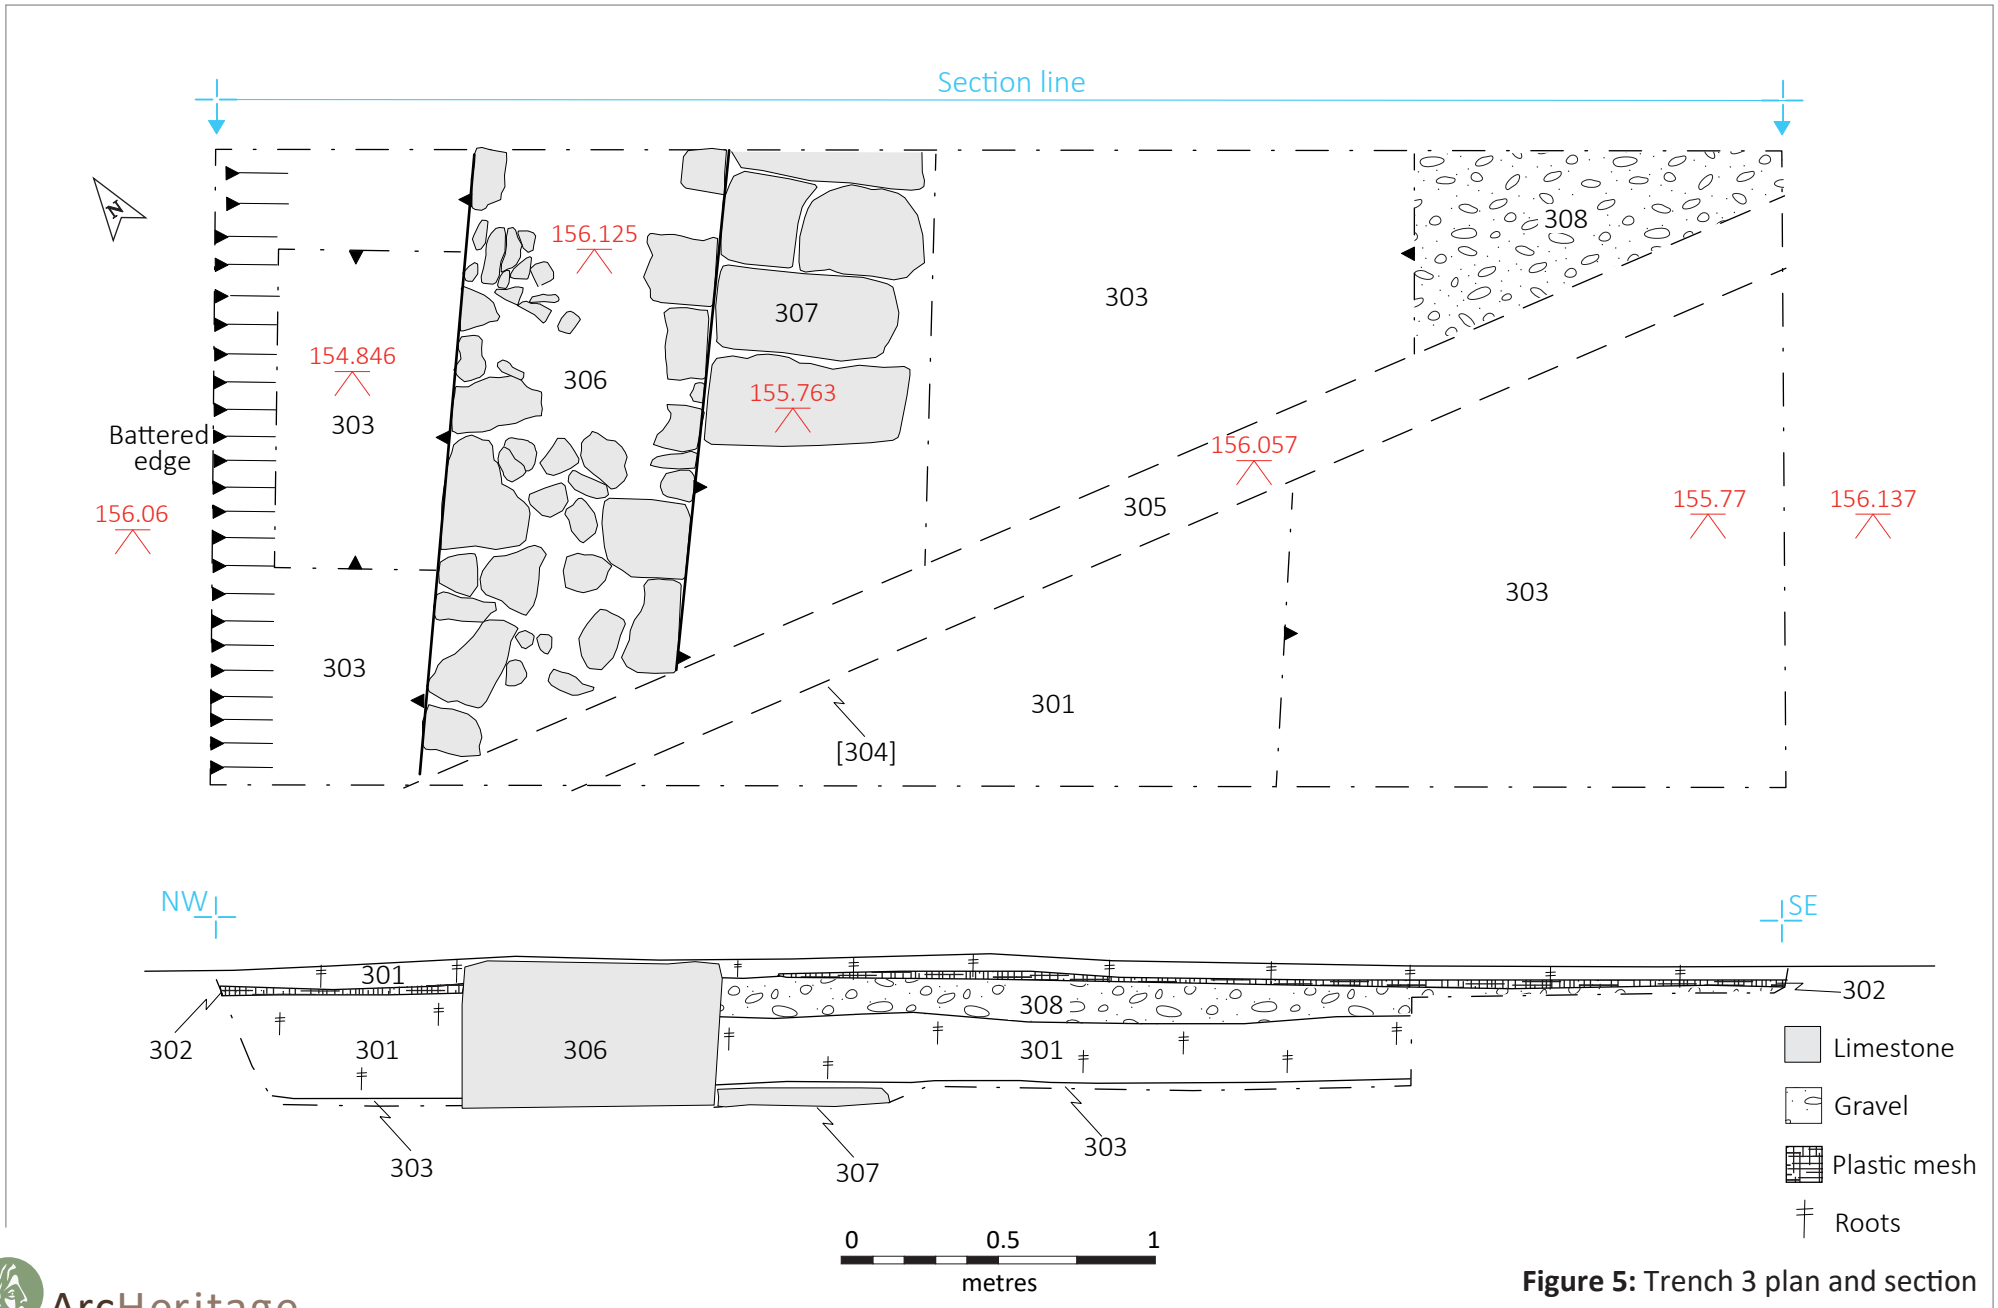 Section line
N
156.125
308
303
307
154.846
306
155.763
303
Battered
edge
156.057
305
156.06
155.77
156.137
303
303
301
[304]
NW
SE
301
302
308
302
301
306
301
303
307
303
Limestone
Gravel
Plastic mesh
Roots
0 0.5 1
metres
Figure 5: Trench 3 plan and section
ArcHeritage